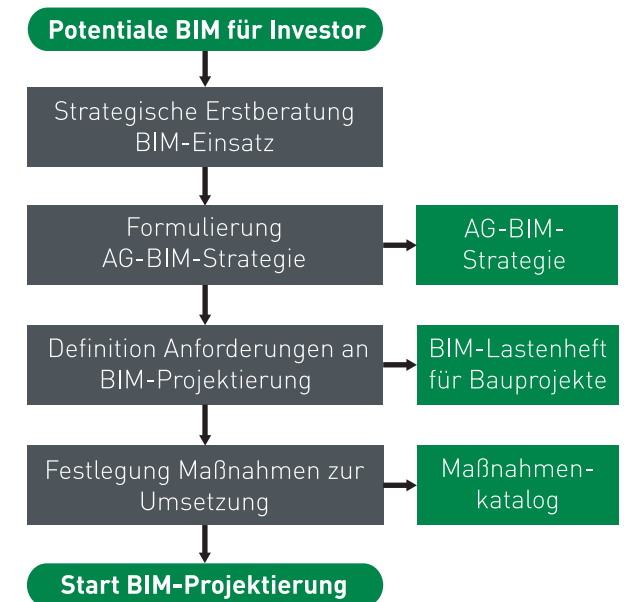 Potentiale BIM für Investor
Strategische Erstberatung
BIM-Einsatz
Formulierung
AG-BIM-Strategie
AG-BIM-
Strategie
Definition Anforderungen an
BIM-Projektierung
BIM-Lastenheft
für Bauprojekte
Festlegung Maßnahmen zur
Umsetzung
Maßnahmen-
katalog
Start BIM-Projektierung